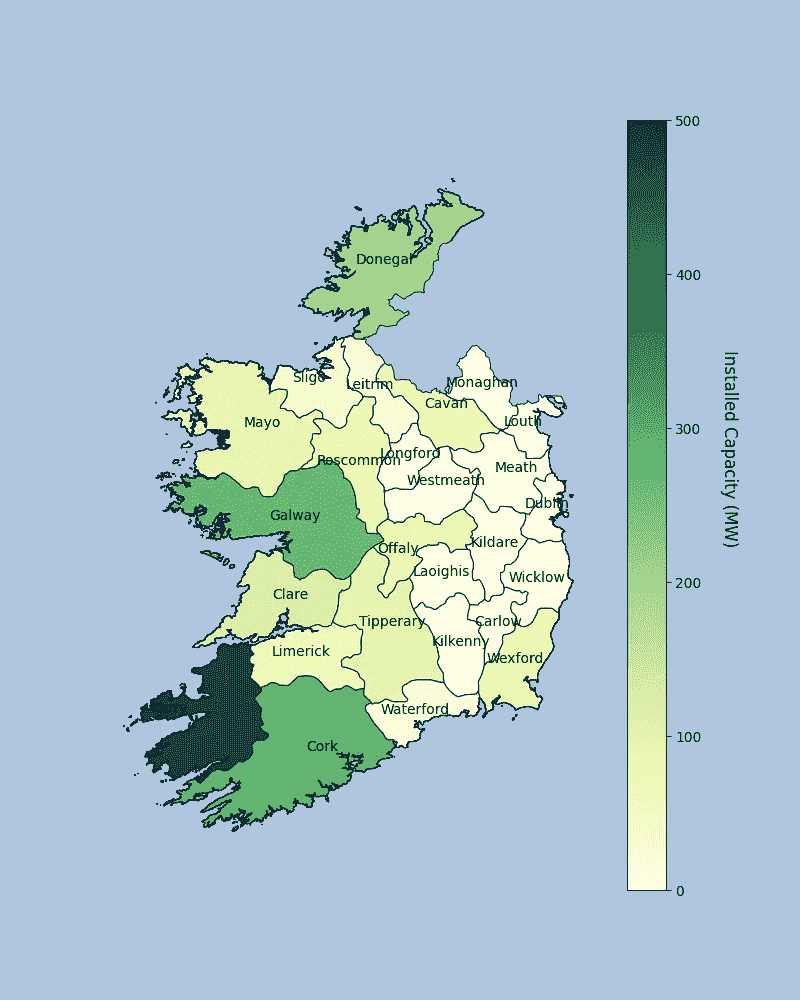 500
400
300
200
100
0
Installed Capacity (MW)
Donegal
Sligo
Leitrim
Monaghan
Cavan
Louth
Mayo
Longford
Roscommon
Meath
Westmeath
Dublin
Galway
Offaly
Kildare
Laoighis
Wicklow
Clare
Tipperary
Carlow
Kilkenny
Limerick
Wexford
Waterford
Cork